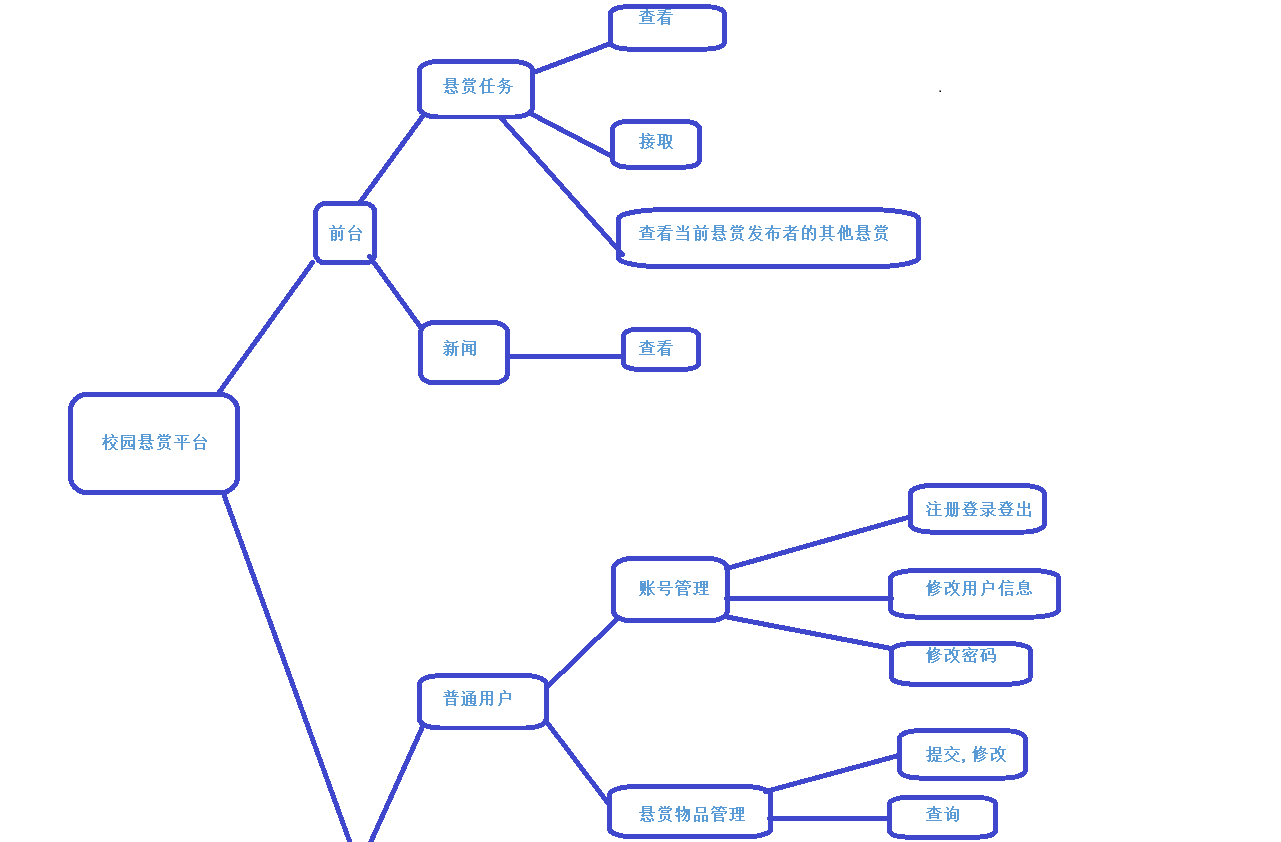 查看
悬赏任务
接取
前台
查看当前悬赏发布者的其他悬赏
新闻
查看
校园悬赏平台
注册登录登出
账号管理
修改用户信息
修改密码
普通用户
提交,修改
悬赏物品管理
查询